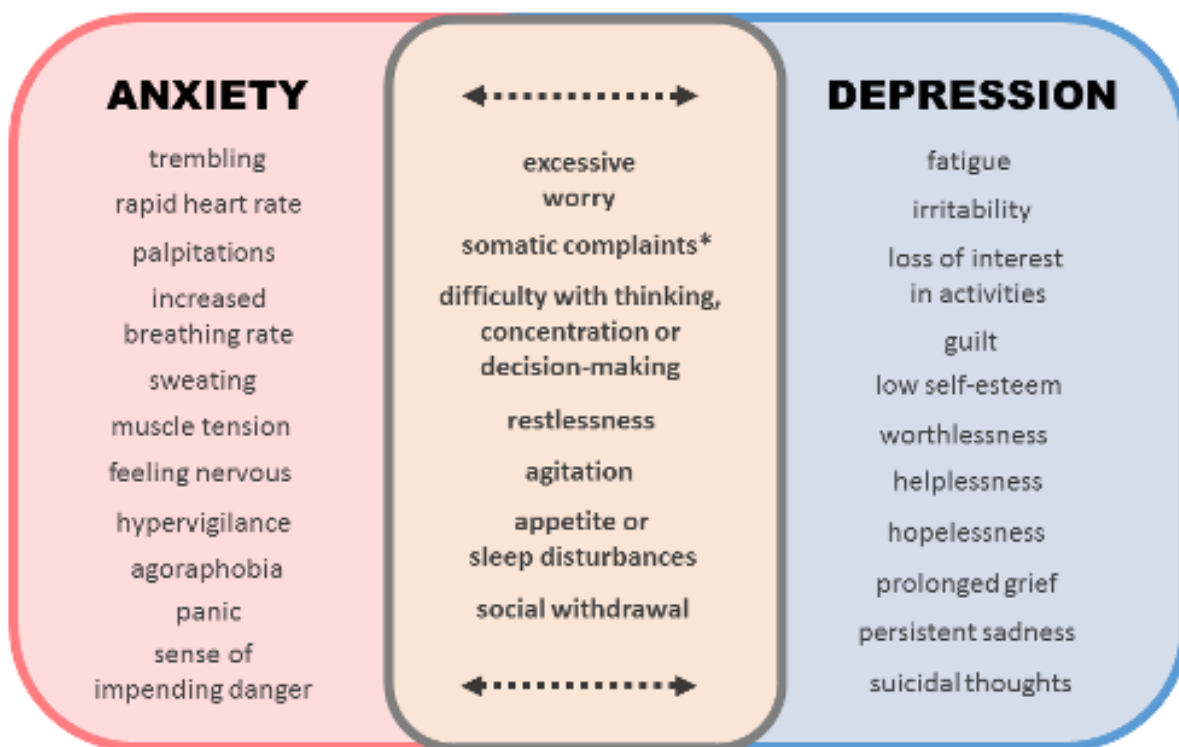 ANXIETY
trembling
rapid heart rate
palpitations
increased
breathing rate
sweating
muscle tension
feeling nervous
hypervigilance
agoraphobia
panic
sense of
impending danger
excessive
worry
somatic complaints*
difficulty with thinking,
concentration or
decision-making
restlessness
agitation
appetite or
sleep disturbances
social withdrawal
DEPRESSION
fatigue
irritability
loss of interest
in activities
guilt
low self-esteem
worthlessness
helplessness
hopelessness
prolonged grief
persistent sadness
suicidal thoughts